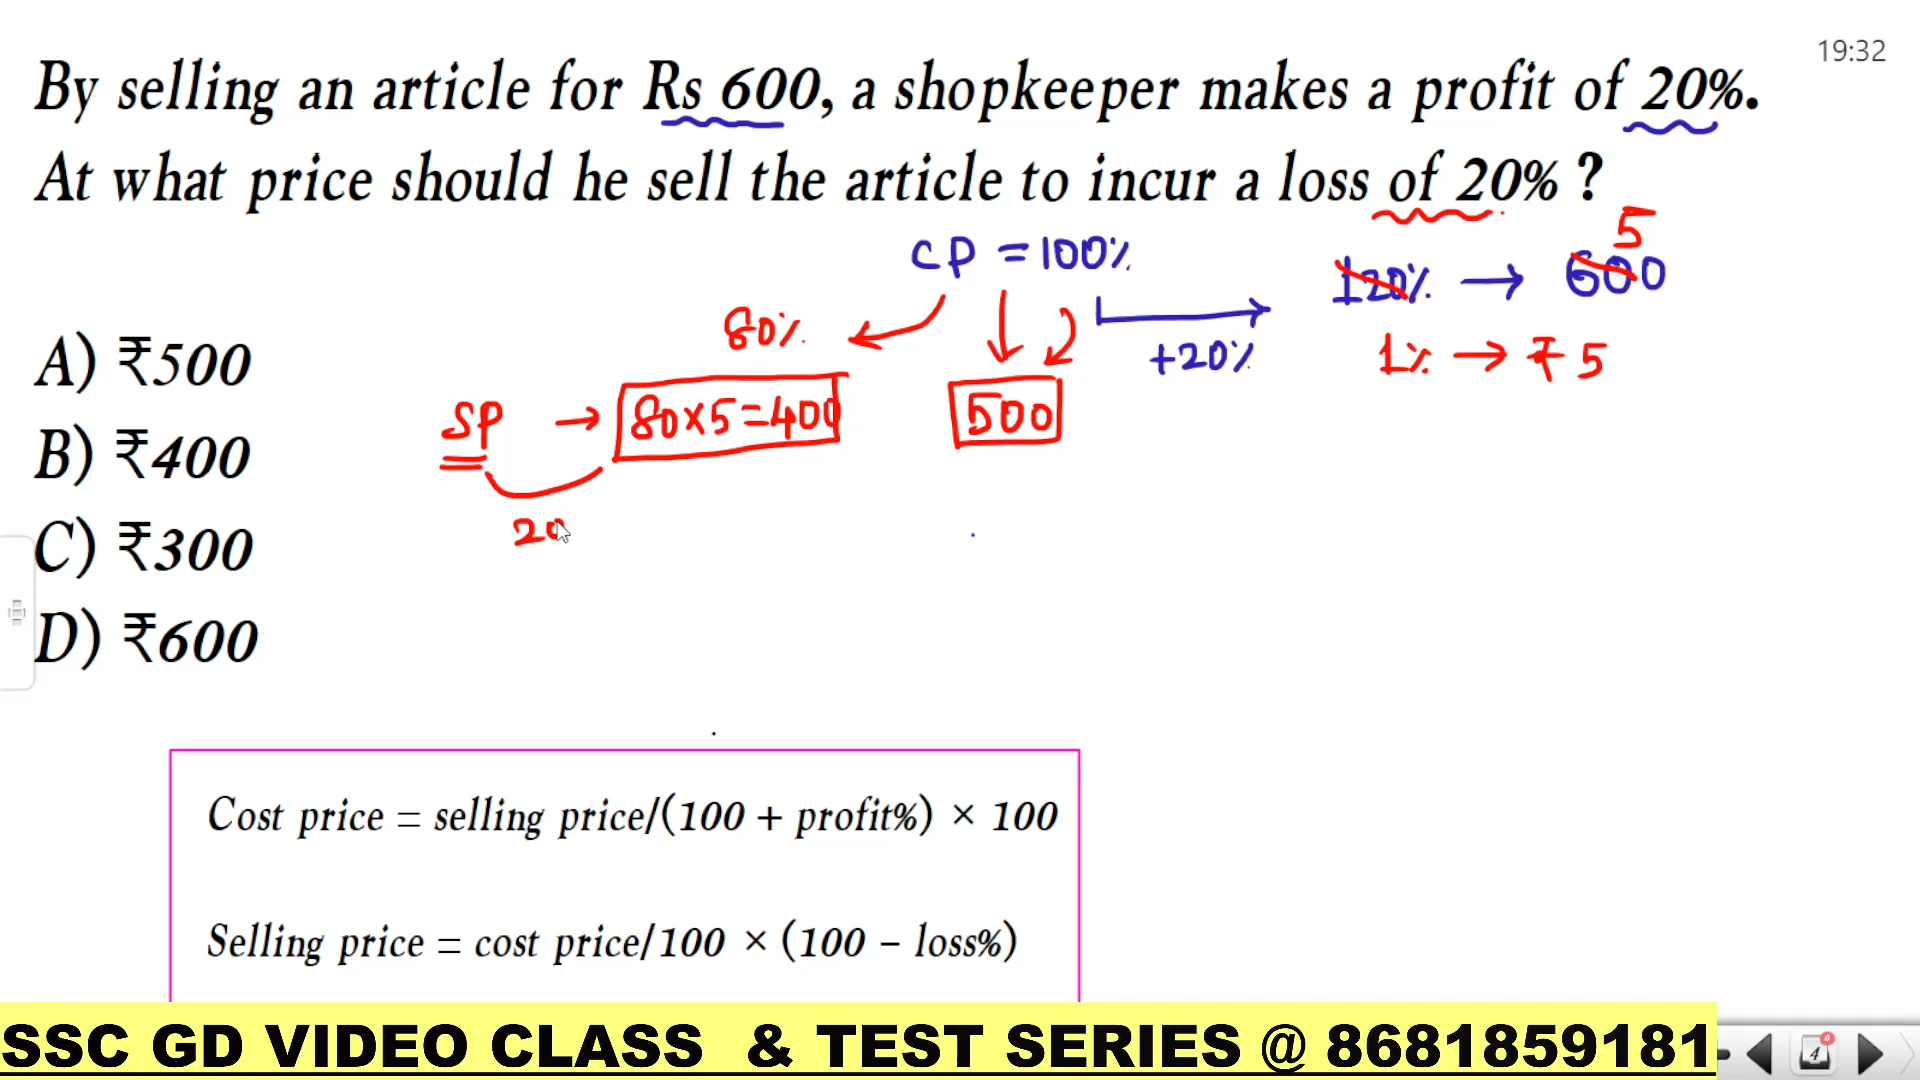 19:32
By selling an article for Rs 600, a shopkeeper makes a profit of 20%.
At what price should he sell the article to incur a loss of 20% ?
5
CP = 100%
120% → 600
80%
+20%
1% → ₹ 5
A) ₹500
SP → 80×5=400
500
B) ₹400
20
C) ₹300
D) ₹600
Cost price = selling price/(100 + profit%) × 100
Selling price = cost price/100 × (100 – loss%)
SSC GD VIDEO CLASS & TEST SERIES @ 8681859181
4